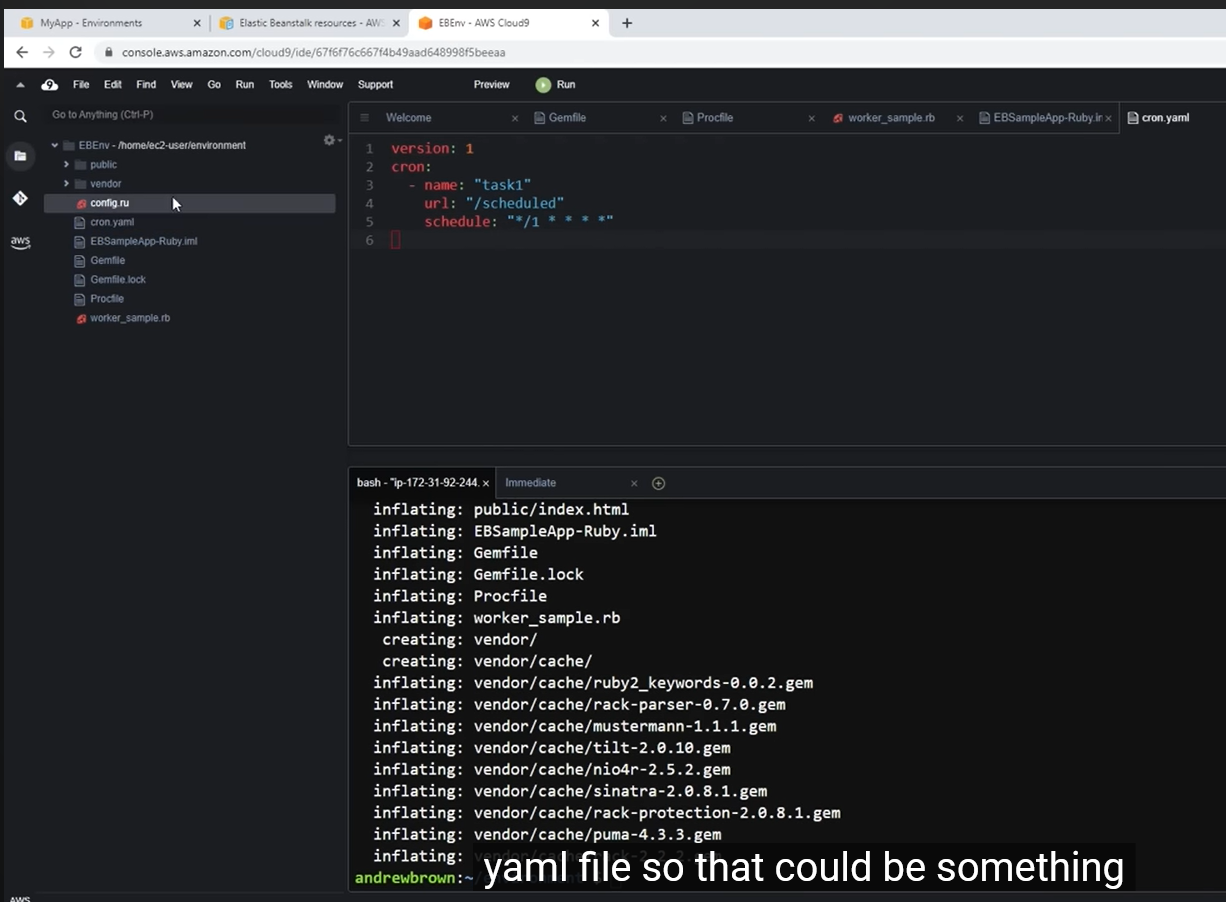 MyApp - Environments
Elastic Beanstalk resources - AWS
EBEnv - AWS Cloud9
console.aws.amazon.com/cloud9/ide/67f6f76c667f4b49aad648998f5beeaa
File Edit Find View Go Run Tools Window Support Preview Run
Go to Anything (Ctrl-P)
EBEnv - /home/ec2-user/environment
public
vendor
config.ru
cron.yaml
EBSampleApp-Ruby.iml
Gemfile
Gemfile.lock
Procfile
worker_sample.rb
aws
Welcome Gemfile Procfile worker_sample.rb EBSampleApp-Ruby.ir cron.yaml
1 version: 1
2 cron:
3 - name: "task1"
4 url: "/scheduled"
5 schedule: "*/1 * * * *"
6
bash - "ip-172-31-92-244. Immediate
inflating: public/index.html
inflating: EBSampleApp-Ruby.iml
inflating: Gemfile
inflating: Gemfile.lock
inflating: Procfile
inflating: worker_sample.rb
creating: vendor/
creating: vendor/cache/
inflating: vendor/cache/ruby2_keywords-0.0.2.gem
inflating: vendor/cache/rack-parser-0.7.0.gem
inflating: vendor/cache/mustermann-1.1.1.gem
inflating: vendor/cache/tilt-2.0.10.gem
inflating: vendor/cache/nio4r-2.5.2.gem
inflating: vendor/cache/sinatra-2.0.8.1.gem
inflating: vendor/cache/rack-protection-2.0.8.1.gem
inflating: vendor/cache/puma-4.3.3.gem
inflating:
andrewbrown:~
yaml file so that could be something
AWS